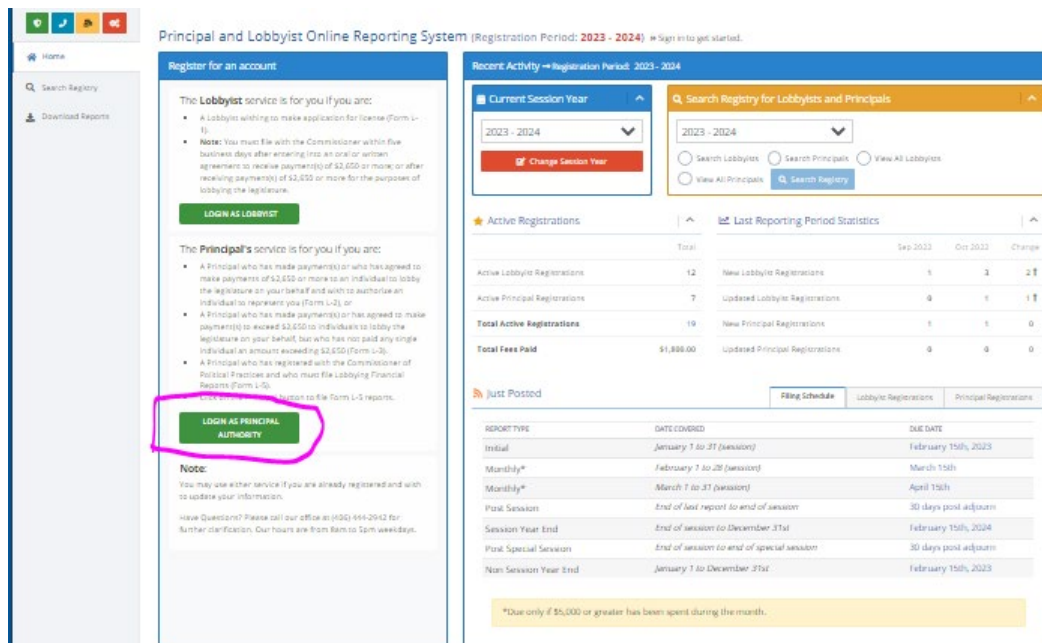 Principal and Lobbyist Online Reporting System (Registration Period: 2023 - 2024) » Sign in to get started.
Home
Search Registry
Download Reports
Register for an account
The Lobbyist service is for you if you are:
• A Lobbyist wishing to make application for license (Form L-
1).
• Note: You must file with the Commissioner within five
business days after entering into an oral or written
agreement to receive payment(s) of $2,650 or more; or after
receiving payment(s) of $2,650 or more for the purposes of
lobbying the legislature.
LOGIN AS LOBBYIST
The Principal's service is for you if you are:
• A Principal who has made payment(s) or who has agreed to
make payments of $2,650 or more to an individual to lobby
the legislature on your behalf and wish to authorize an
individual to represent you (Form L-2), or
• A Principal who has made payment(s) or has agreed to make
payment(s) to exceed $2,650 to individuals to lobby the
legislature on your behalf, but who has not paid any single
individual an amount exceeding $2,650 (Form L-3).
• A Principal who has registered with the Commissioner of
Political Practices and who must file Lobbying Financial
Reports (Form L-5).
button to file Form L-5 reports.
LOGIN AS PRINCIPAL
AUTHORITY
Note:
You may use either service if you are already registered and wish
to update your information.
Have Questions? Please call our office at (406) 444-2942 for
further clarification. Our hours are from 8am to 5pm weekdays.
Recent Activity → Registration Period: 2023 - 2024
Current Session Year
2023 - 2024
Change Session Year
Search Registry for Lobbyists and Principals
2023 - 2024
Search Lobbyists Search Principals View All Lobbyists
View All Principals Search Registry
Active Registrations
Total
Active Lobbyist Registrations 12
Active Principal Registrations 7
Total Active Registrations 19
Total Fees Paid $1,800.00
Last Reporting Period Statistics
Sep 2022 Oct 2022 Change
New Lobbyist Registrations 1 3 2↑
Updated Lobbyist Registrations 0 1 1↑
New Principal Registrations 1 1 0
Updated Principal Registrations 0 0 0
Just Posted
Filing Schedule Lobbyist Registrations Principal Registrations
REPORT TYPE DATE COVERED DUE DATE
Initial January 1 to 31 (session) February 15th, 2023
Monthly* February 1 to 28 (session) March 15th
Monthly* March 1 to 31 (session) April 15th
Post Session End of last report to end of session 30 days post adjourn
Session Year End End of session to December 31st February 15th, 2024
Post Special Session End of session to end of special session 30 days post adjourn
Non Session Year End January 1 to December 31st February 15th, 2023
*Due only if $5,000 or greater has been spent during the month.